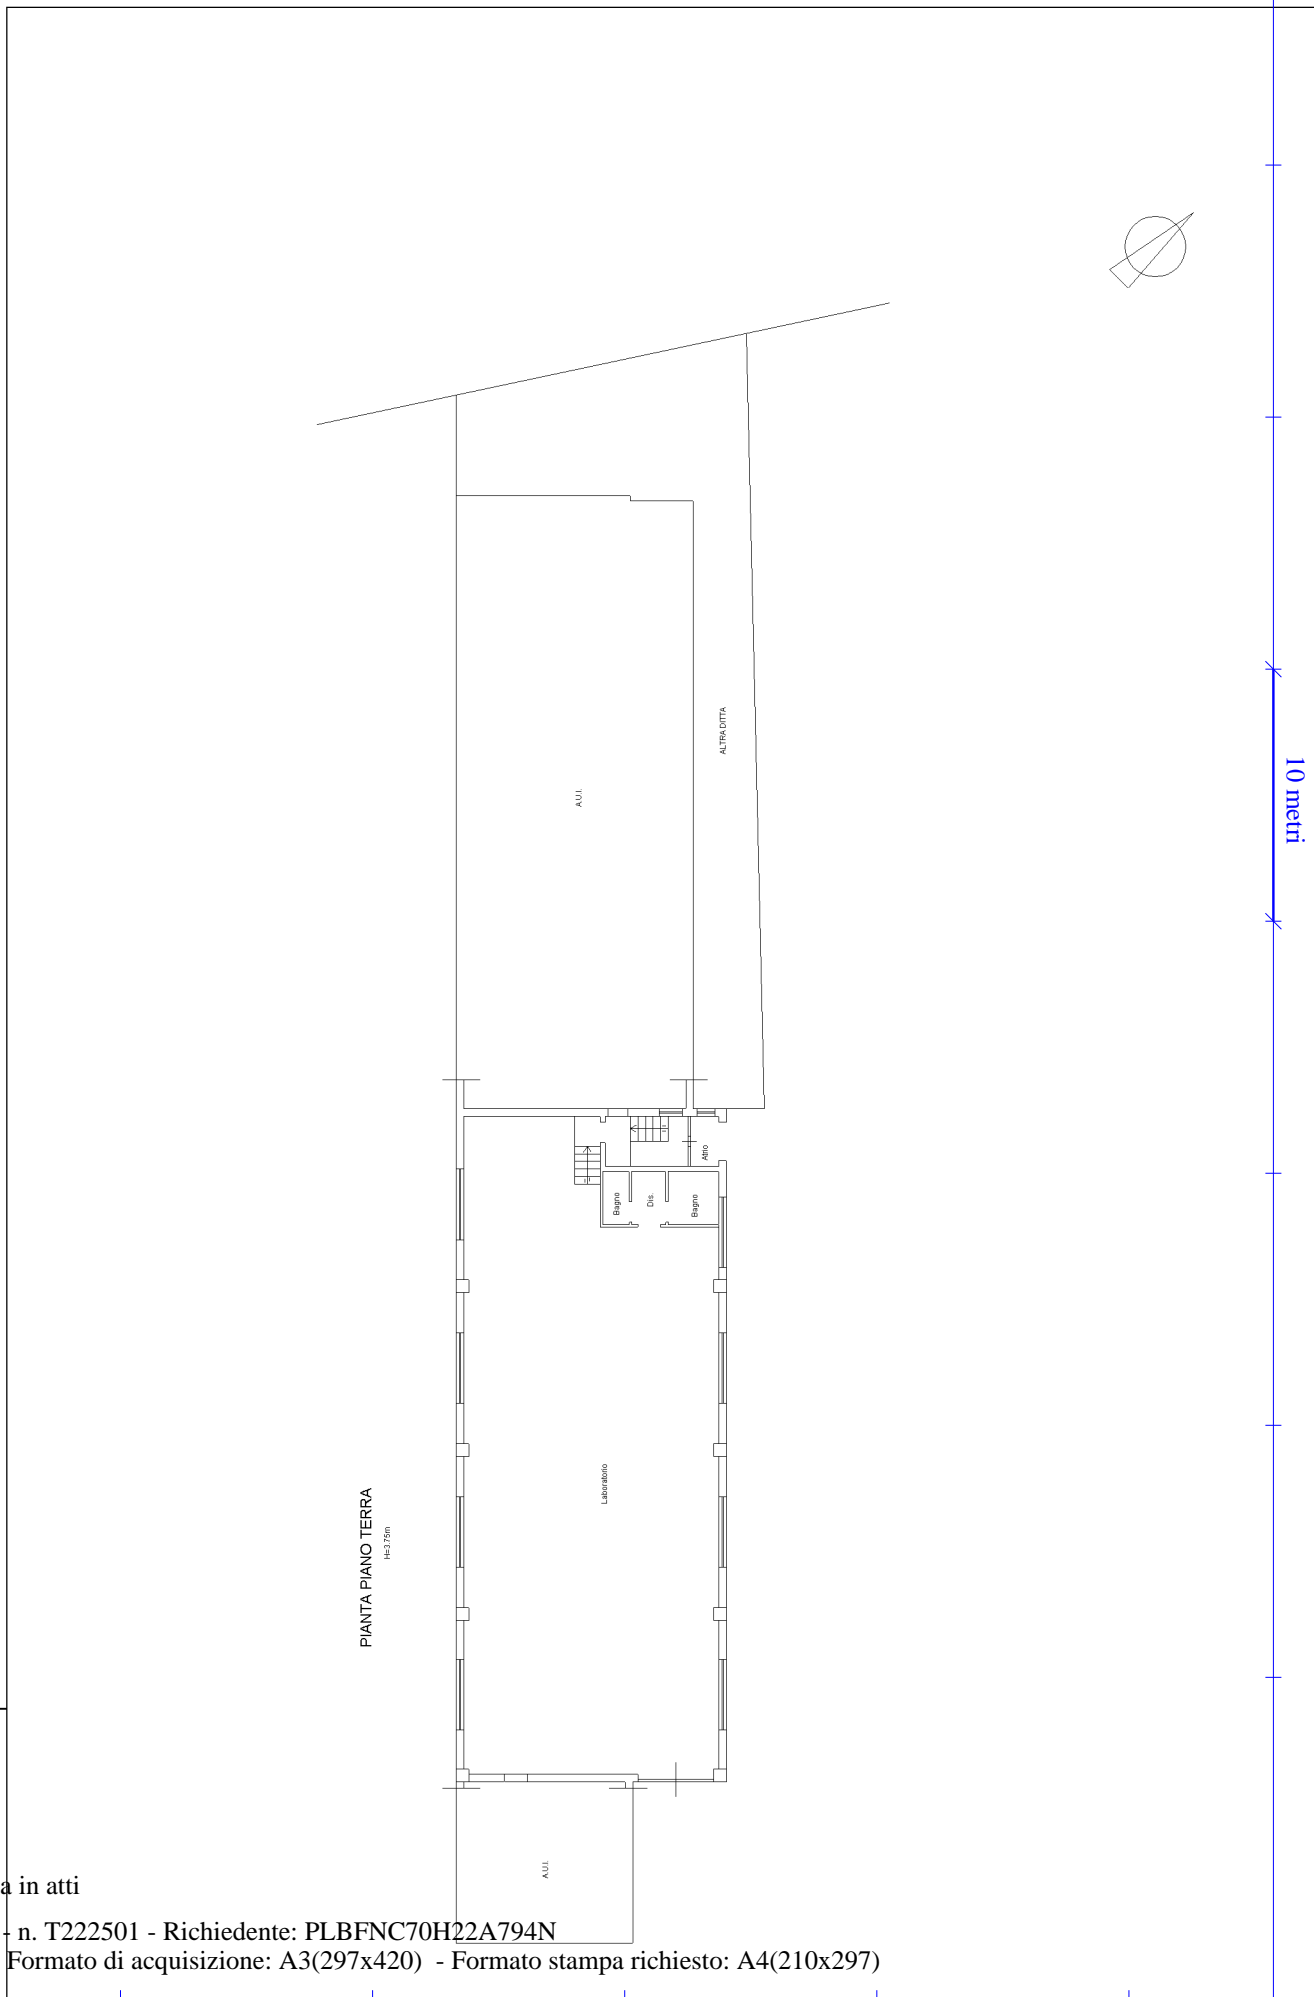 10 metri
ALTRA DITTA
A.U.I.
Atrio
Bagno
Dis.
Bagno
Laboratorio
PIANTA PIANO TERRA
H=3.75m
A.U.I.
a in atti
- n. T222501 - Richiedente: PLBFNC70H22A794N
Formato di acquisizione: A3(297x420) - Formato stampa richiesto: A4(210x297)